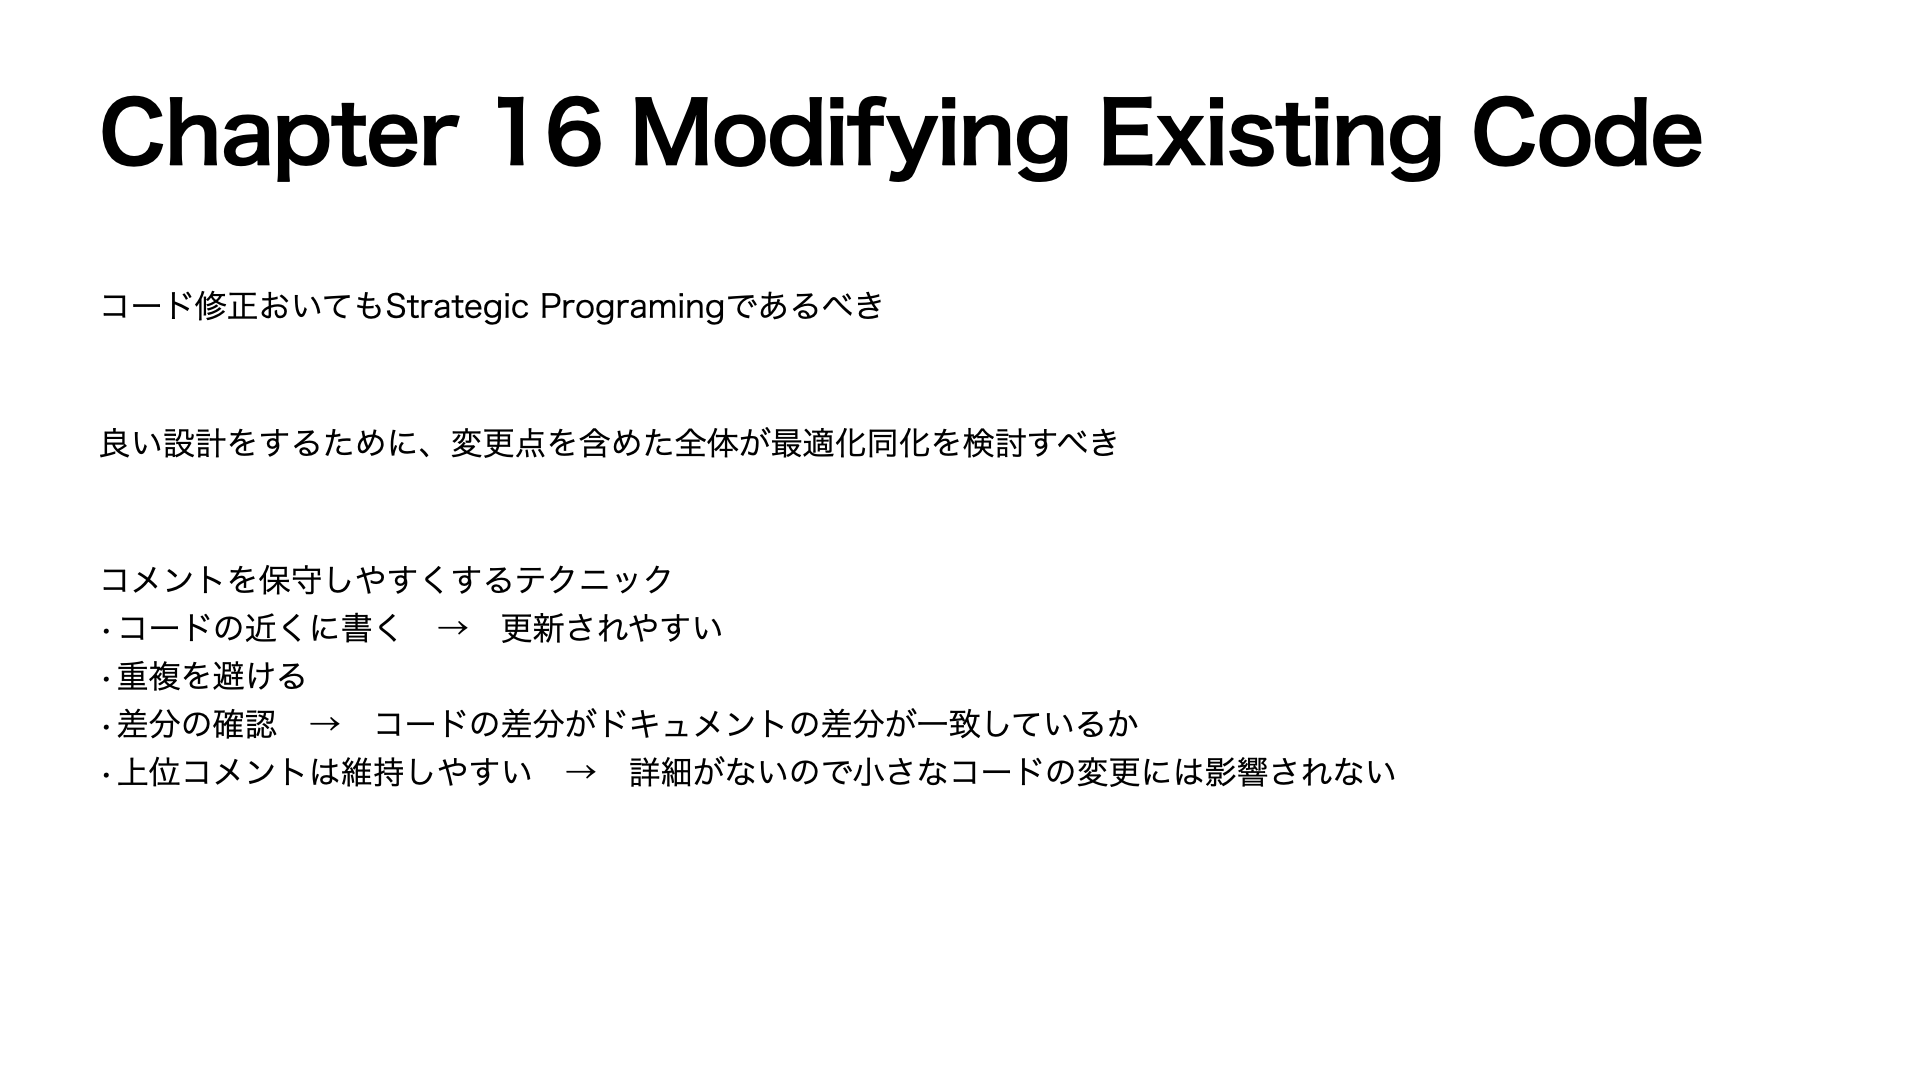 Chapter 16 Modifying Existing Code
コード修正おいてもStrategic Programingであるべき
良い設計をするために、変更点を含めた全体が最適化同化を検討すべき
コメントを保守しやすくするテクニック
・コードの近くに書く　→　更新されやすい
・重複を避ける
・差分の確認　→　コードの差分がドキュメントの差分が一致しているか
・上位コメントは維持しやすい　→　詳細がないので小さなコードの変更には影響されない